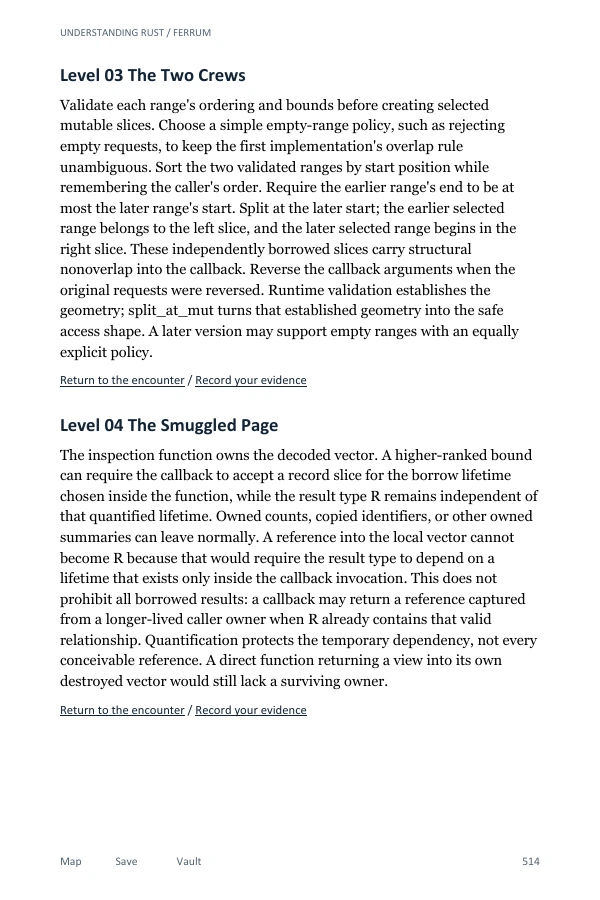 UNDERSTANDING RUST / FERRUM
Level 03 The Two Crews
Validate each range's ordering and bounds before creating selected
mutable slices. Choose a simple empty-range policy, such as rejecting
empty requests, to keep the first implementation's overlap rule
unambiguous. Sort the two validated ranges by start position while
remembering the caller's order. Require the earlier range's end to be at
most the later range's start. Split at the later start; the earlier selected
range belongs to the left slice, and the later selected range begins in the
right slice. These independently borrowed slices carry structural
nonoverlap into the callback. Reverse the callback arguments when the
original requests were reversed. Runtime validation establishes the
geometry; split_at_mut turns that established geometry into the safe
access shape. A later version may support empty ranges with an equally
explicit policy.
Return to the encounter / Record your evidence
Level 04 The Smuggled Page
The inspection function owns the decoded vector. A higher-ranked bound
can require the callback to accept a record slice for the borrow lifetime
chosen inside the function, while the result type R remains independent of
that quantified lifetime. Owned counts, copied identifiers, or other owned
summaries can leave normally. A reference into the local vector cannot
become R because that would require the result type to depend on a
lifetime that exists only inside the callback invocation. This does not
prohibit all borrowed results: a callback may return a reference captured
from a longer-lived caller owner when R already contains that valid
relationship. Quantification protects the temporary dependency, not every
conceivable reference. A direct function returning a view into its own
destroyed vector would still lack a surviving owner.
Return to the encounter / Record your evidence
Map Save Vault 514